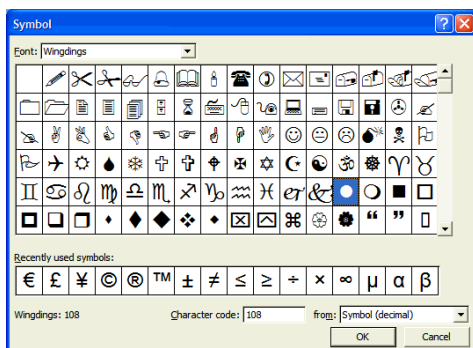 Symbol
Font: Wingdings
Recently used symbols:
€ £ ¥ © ® ™ ± ≠ ≤ ≥ ÷ × ∞ µ α β
Wingdings: 108
Character code: 108
from: Symbol (decimal)
OK Cancel